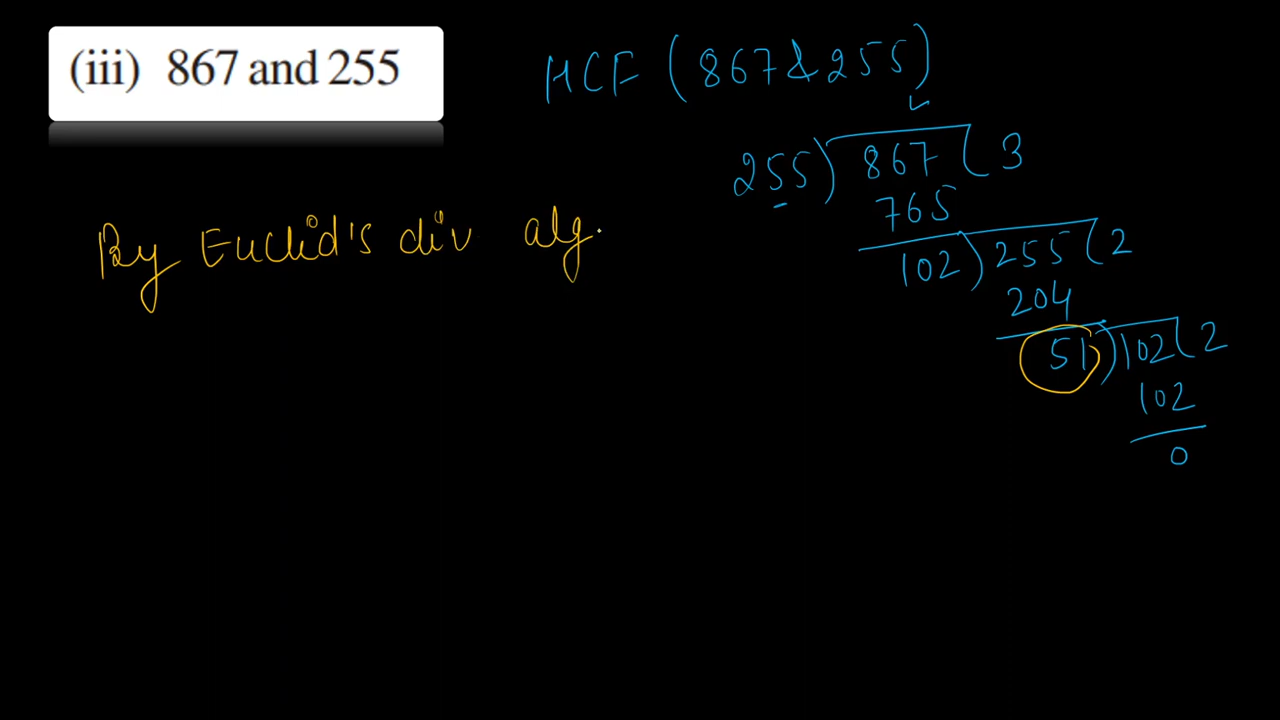 (iii) 867 and 255
HCF (867 & 255)
255) 867 ( 3
765
102) 255 ( 2
204
51) 102 ( 2
102
0
By Euclid's div alg.